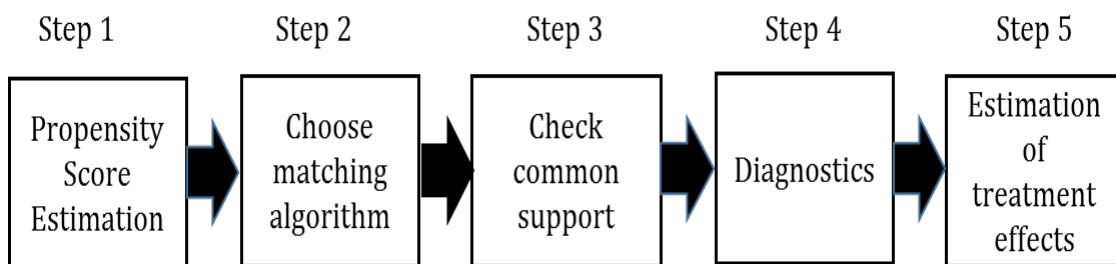 Step 1
Step 2
Step 3
Step 4
Step 5
Propensity
Score
Estimation
Choose
matching
algorithm
Check
common
support
Diagnostics
Estimation
of
treatment
effects